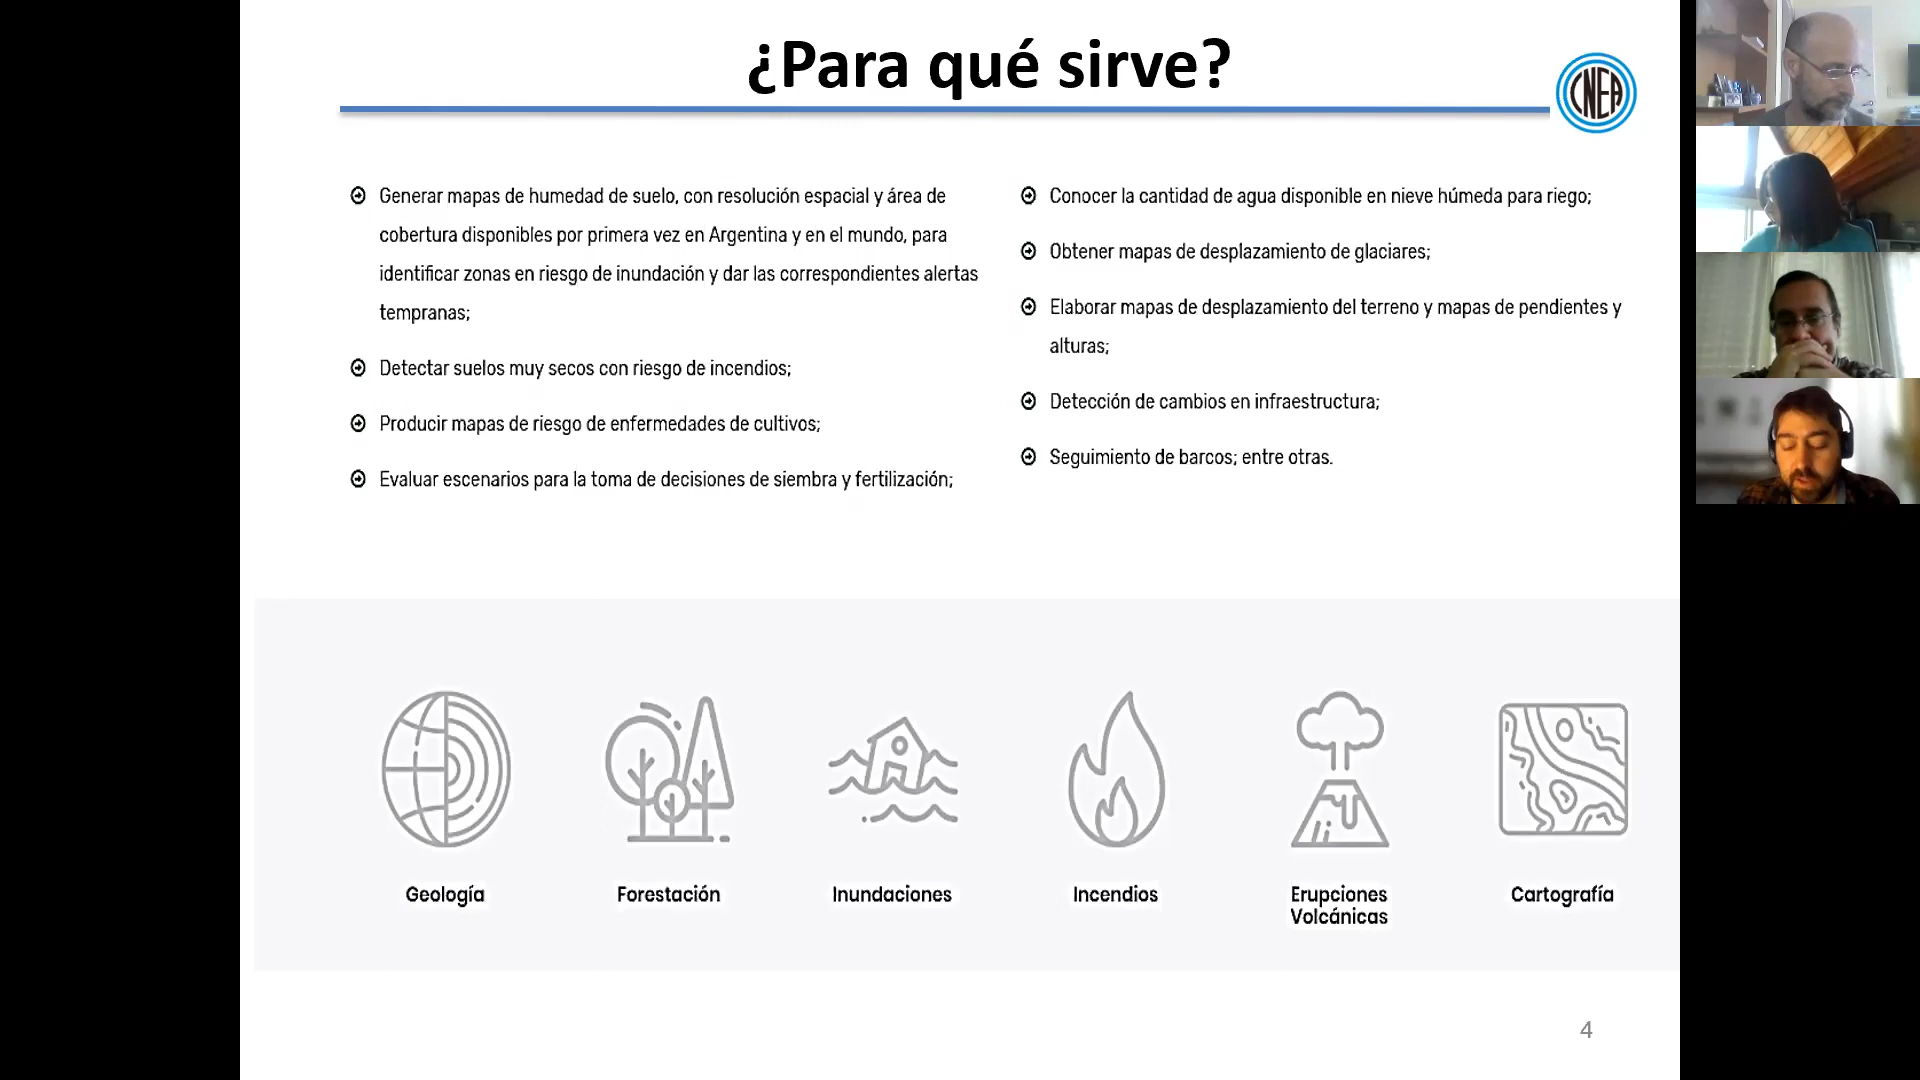 ¿Para qué sirve?
CNEA
Generar mapas de humedad de suelo, con resolución espacial y área de
cobertura disponibles por primera vez en Argentina y en el mundo, para
identificar zonas en riesgo de inundación y dar las correspondientes alertas
tempranas;
Detectar suelos muy secos con riesgo de incendios;
Producir mapas de riesgo de enfermedades de cultivos;
Evaluar escenarios para la toma de decisiones de siembra y fertilización;
Conocer la cantidad de agua disponible en nieve húmeda para riego;
Obtener mapas de desplazamiento de glaciares;
Elaborar mapas de desplazamiento del terreno y mapas de pendientes y
alturas;
Detección de cambios en infraestructura;
Seguimiento de barcos; entre otras.
Geología
Forestación
Inundaciones
Incendios
Erupciones
Volcánicas
Cartografía
4